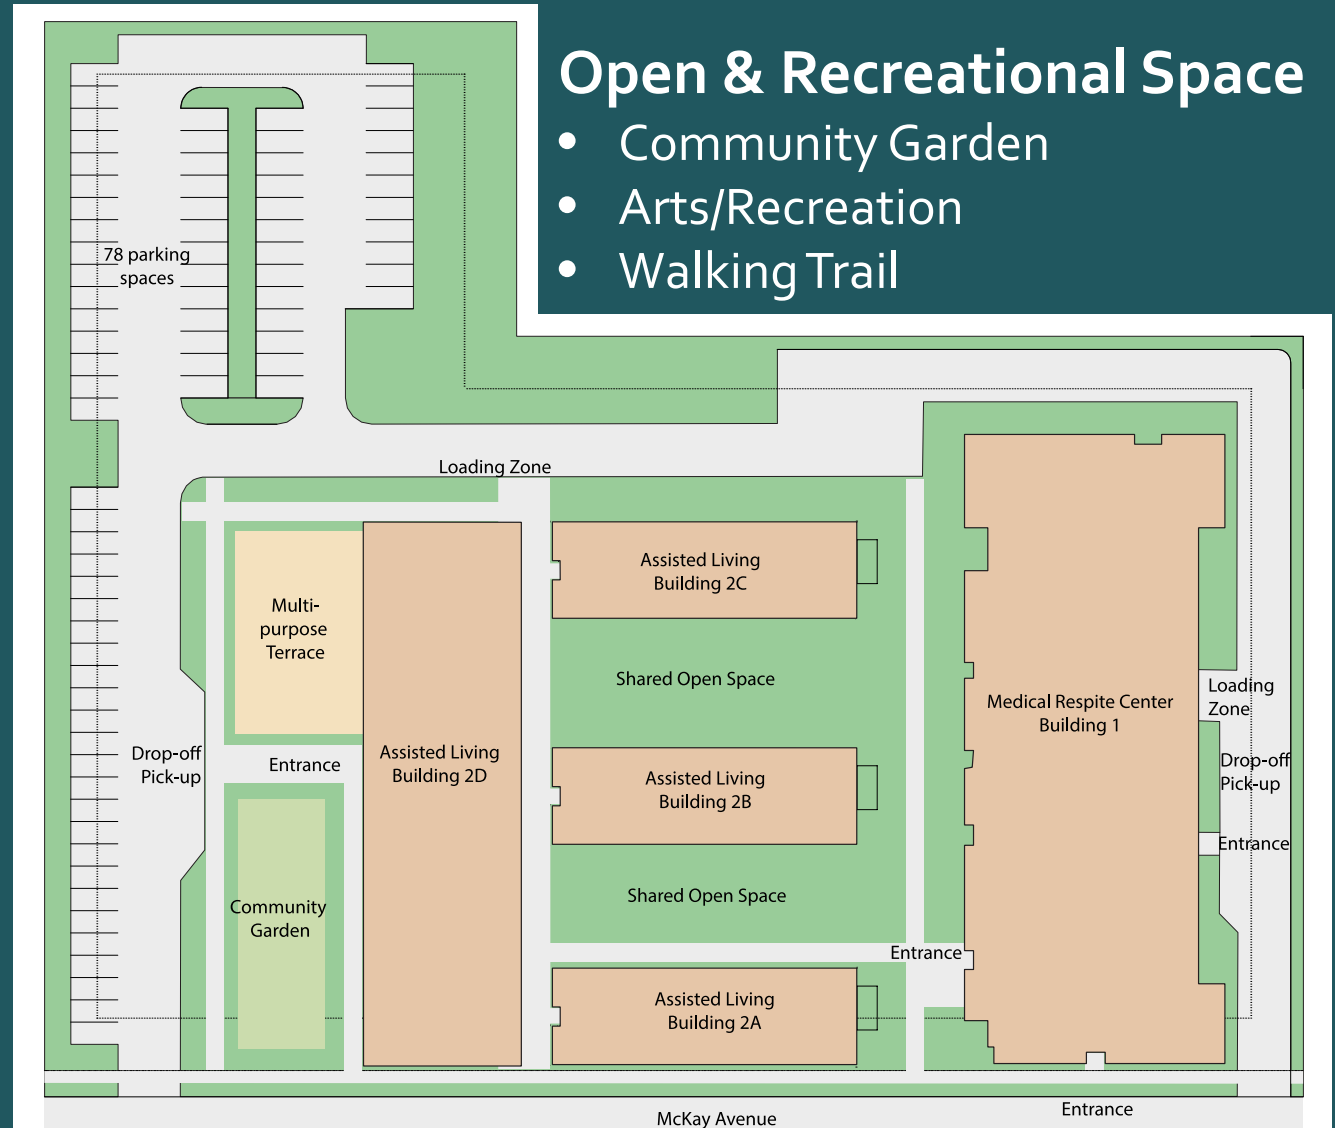 Open & Recreational Space
• Community Garden
• Arts/Recreation
• Walking Trail
78 parking
spaces
Loading Zone
Assisted Living
Building 2C
Multi-
purpose
Terrace
Shared Open Space
Loading
Zone
Medical Respite Center
Building 1
Drop-off
Pick-up
Entrance
Assisted Living
Building 2D
Assisted Living
Building 2B
Drop-off
Pick-up
Entrance
Shared Open Space
Community
Garden
Entrance
Assisted Living
Building 2A
McKay Avenue
Entrance